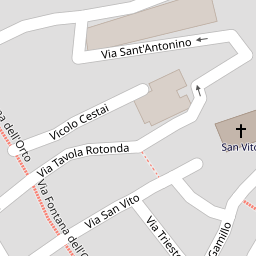 Via Sant'Antonino
Vicolo Cestai
dell'Orto
Via Tavola Rotonda
San Vito
Via Fontana dell'O
Via San Vito
Via Trieste
Gamillo